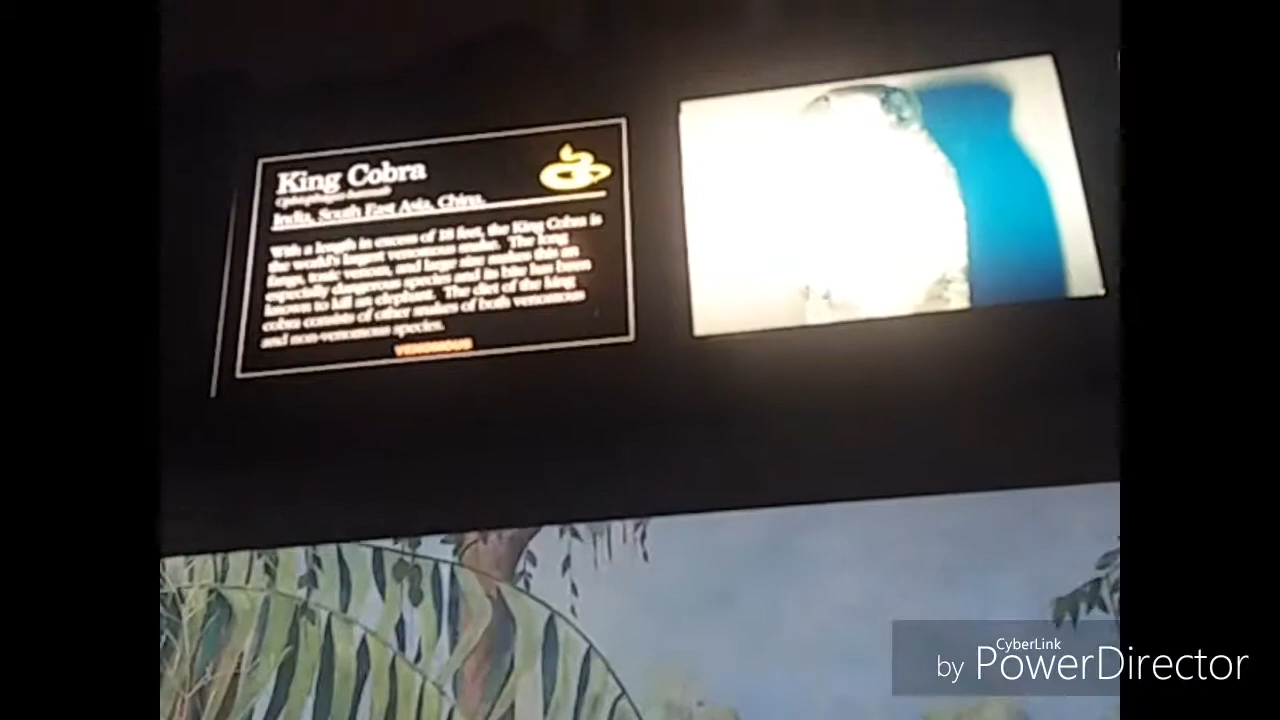 King Cobra
Ophiophagus hannah
India, South East Asia, China.
With a length in excess of 18 feet, the King Cobra is
the world's largest venomous snake. The long
fangs, toxic venom, and large size makes this an
especially dangerous species and its bite has been
known to kill an elephant. The diet of the king
cobra consists of other snakes of both venomous
and non-venomous species.
VENOMOUS
CyberLink
by PowerDirector